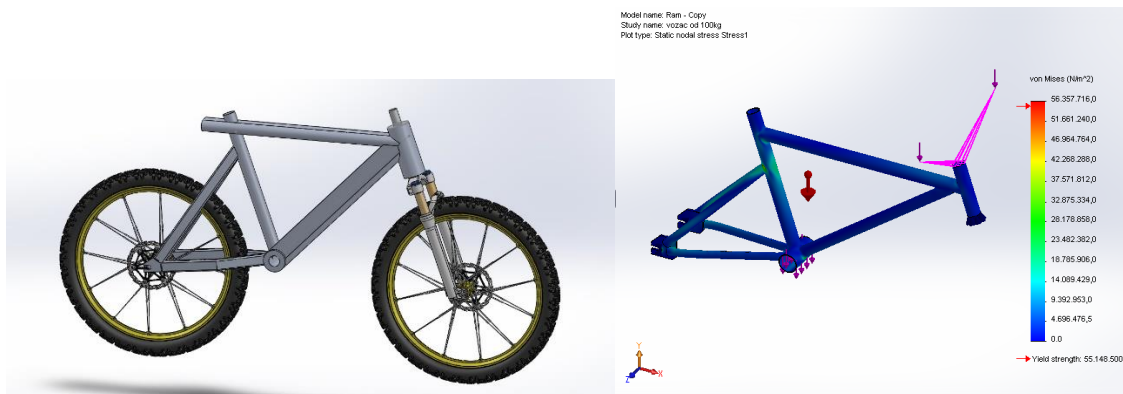 Model name: Ram - Copy
Study name: vozac od 100kg
Plot type: Static nodal stress Stress1
von Mises (N/m^2)
56.357.716,0
51.661.240,0
46.964.764,0
42.268.288,0
37.571.812,0
32.875.334,0
28.178.858,0
23.482.382,0
18.785.906,0
14.089.429,0
9.392.953,0
4.696.476,5
0.0
Yield strength: 55.148.500
Y
Z
X